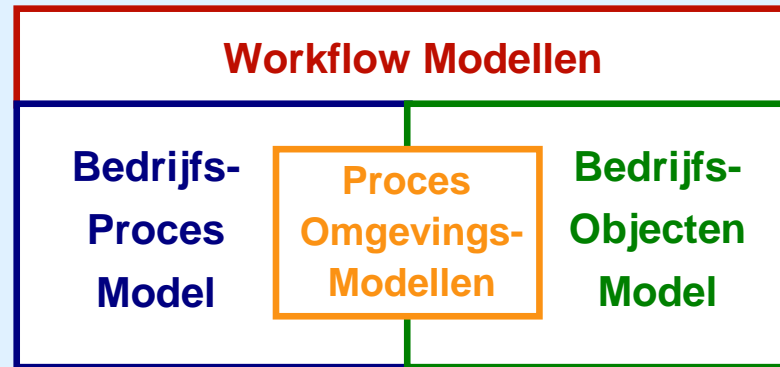 Workflow Modellen
Bedrijfs-
Proces
Model
Proces
Omgevings-
Modellen
Bedrijfs-
Objecten
Model